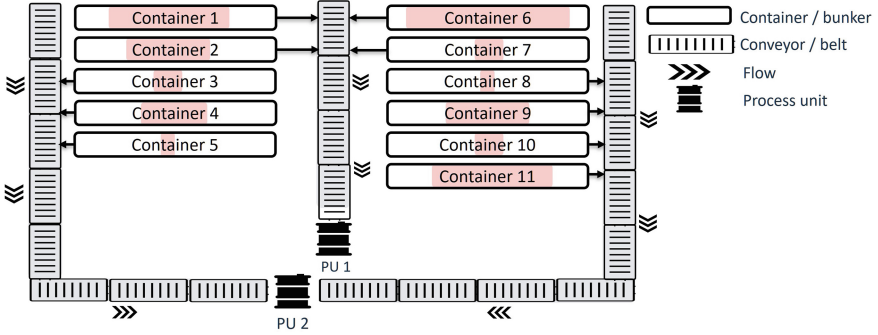 Container 1
Container 2
Container 3
Container 4
Container 5
Container 6
Container 7
Container 8
Container 9
Container 10
Container 11
PU 1
PU 2
Container / bunker
Conveyor / belt
Flow
Process unit